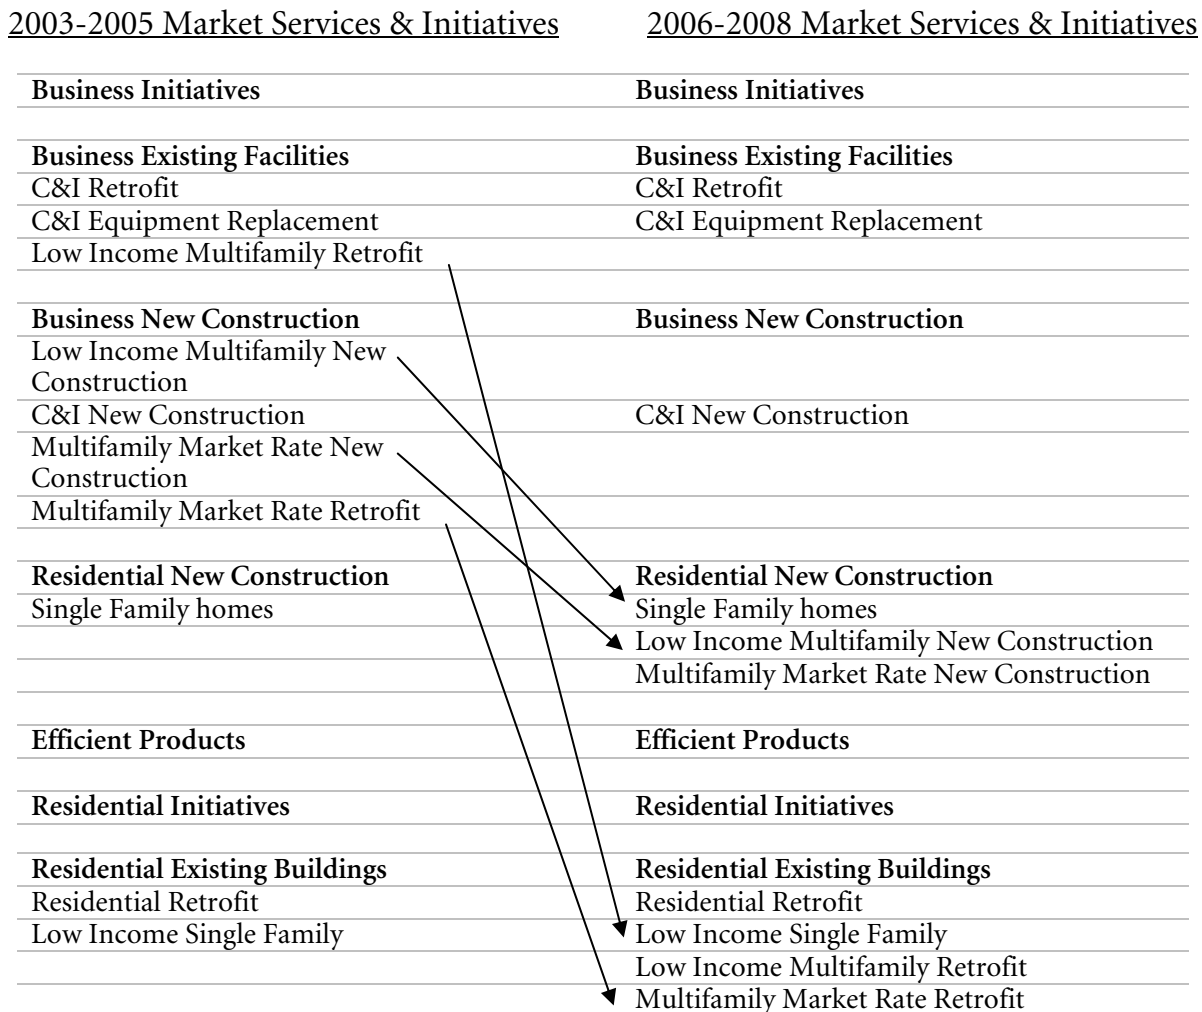 2003-2005 Market Services & Initiatives
2006-2008 Market Services & Initiatives
Business Initiatives
Business Initiatives
Business Existing Facilities
Business Existing Facilities
C&I Retrofit
C&I Retrofit
C&I Equipment Replacement
C&I Equipment Replacement
Low Income Multifamily Retrofit
Business New Construction
Business New Construction
Low Income Multifamily New
Construction
C&I New Construction
C&I New Construction
Multifamily Market Rate New
Construction
Multifamily Market Rate Retrofit
Residential New Construction
Residential New Construction
Single Family homes
Single Family homes
Low Income Multifamily New Construction
Multifamily Market Rate New Construction
Efficient Products
Efficient Products
Residential Initiatives
Residential Initiatives
Residential Existing Buildings
Residential Existing Buildings
Residential Retrofit
Residential Retrofit
Low Income Single Family
Low Income Single Family
Low Income Multifamily Retrofit
Multifamily Market Rate Retrofit